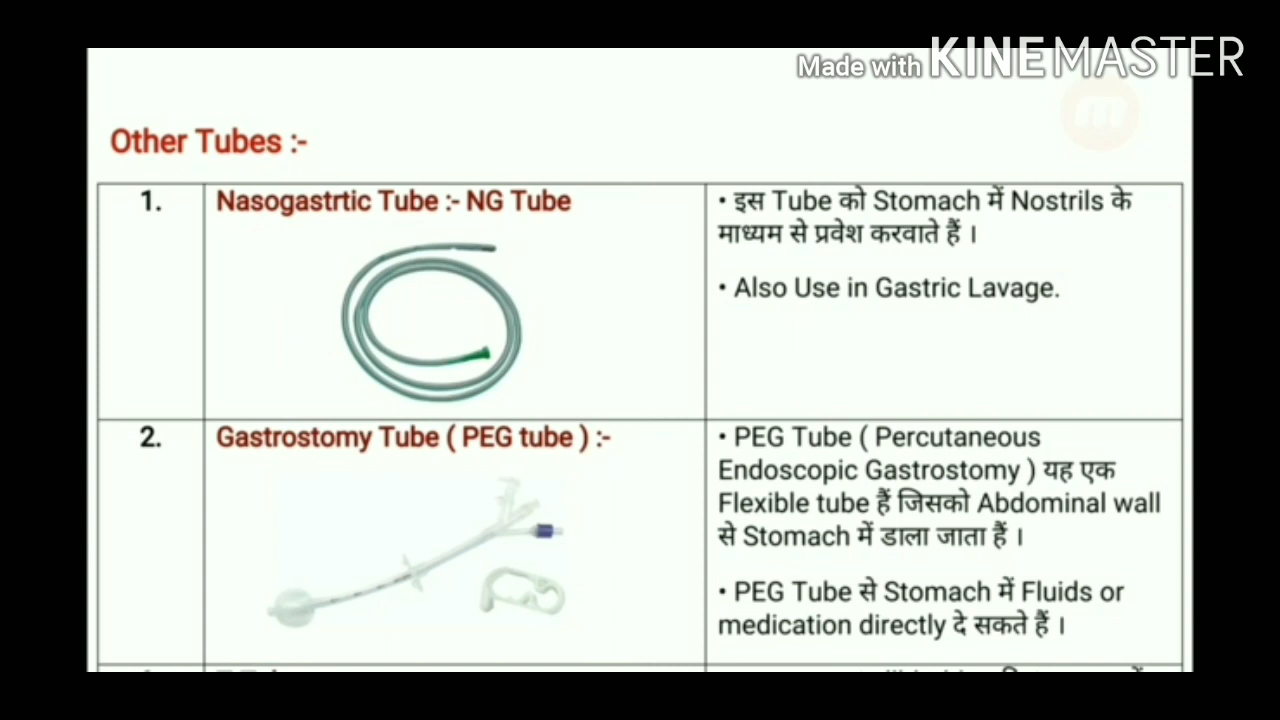 Made with KINEMASTER
Other Tubes :-
1.
Nasogastrtic Tube :- NG Tube
• इस Tube को Stomach में Nostrils के
माध्यम से प्रवेश करवाते हैं ।
• Also Use in Gastric Lavage.
2.
Gastrostomy Tube ( PEG tube ) :-
• PEG Tube ( Percutaneous
Endoscopic Gastrostomy ) यह एक
Flexible tube हैं जिसको Abdominal wall
से Stomach में डाला जाता हैं ।
• PEG Tube से Stomach में Fluids or
medication directly दे सकते हैं ।